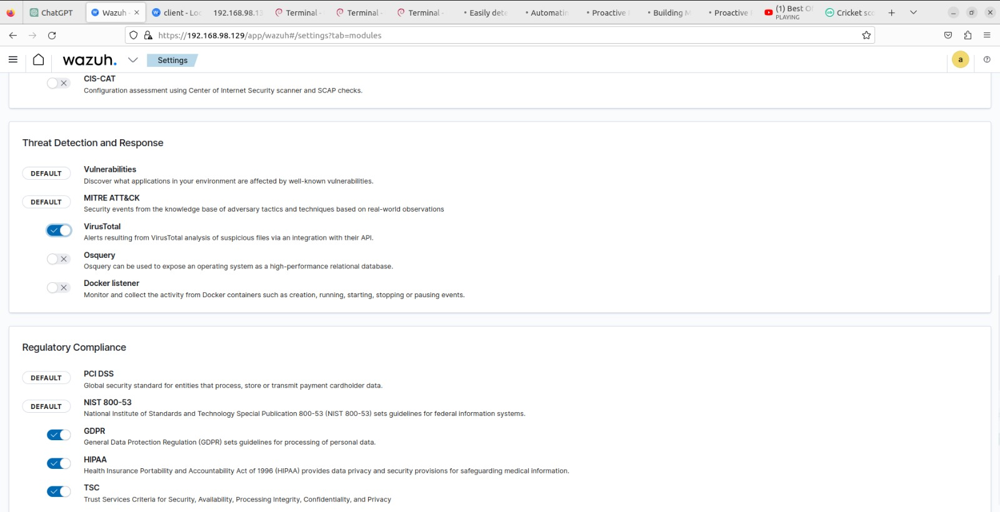 ChatGPT
Wazuh -
client - Loc
192.168.98.13
Terminal -
Terminal -
Terminal -
• Easily dete
• Automatin
• Proactive
• Building M
• Proactive
(1) Best O
PLAYING
Cricket sco
https://192.168.98.129/app/wazuh#/settings?tab=modules
wazuh.
Settings
a
CIS-CAT
Configuration assessment using Center of Internet Security scanner and SCAP checks.
Threat Detection and Response
DEFAULT
Vulnerabilities
Discover what applications in your environment are affected by well-known vulnerabilities.
DEFAULT
MITRE ATT&CK
Security events from the knowledge base of adversary tactics and techniques based on real-world observations
VirusTotal
Alerts resulting from VirusTotal analysis of suspicious files via an integration with their API.
Osquery
Osquery can be used to expose an operating system as a high-performance relational database.
Docker listener
Monitor and collect the activity from Docker containers such as creation, running, starting, stopping or pausing events.
Regulatory Compliance
DEFAULT
PCI DSS
Global security standard for entities that process, store or transmit payment cardholder data.
DEFAULT
NIST 800-53
National Institute of Standards and Technology Special Publication 800-53 (NIST 800-53) sets guidelines for federal information systems.
GDPR
General Data Protection Regulation (GDPR) sets guidelines for processing of personal data.
HIPAA
Health Insurance Portability and Accountability Act of 1996 (HIPAA) provides data privacy and security provisions for safeguarding medical information.
TSC
Trust Services Criteria for Security, Availability, Processing Integrity, Confidentiality, and Privacy